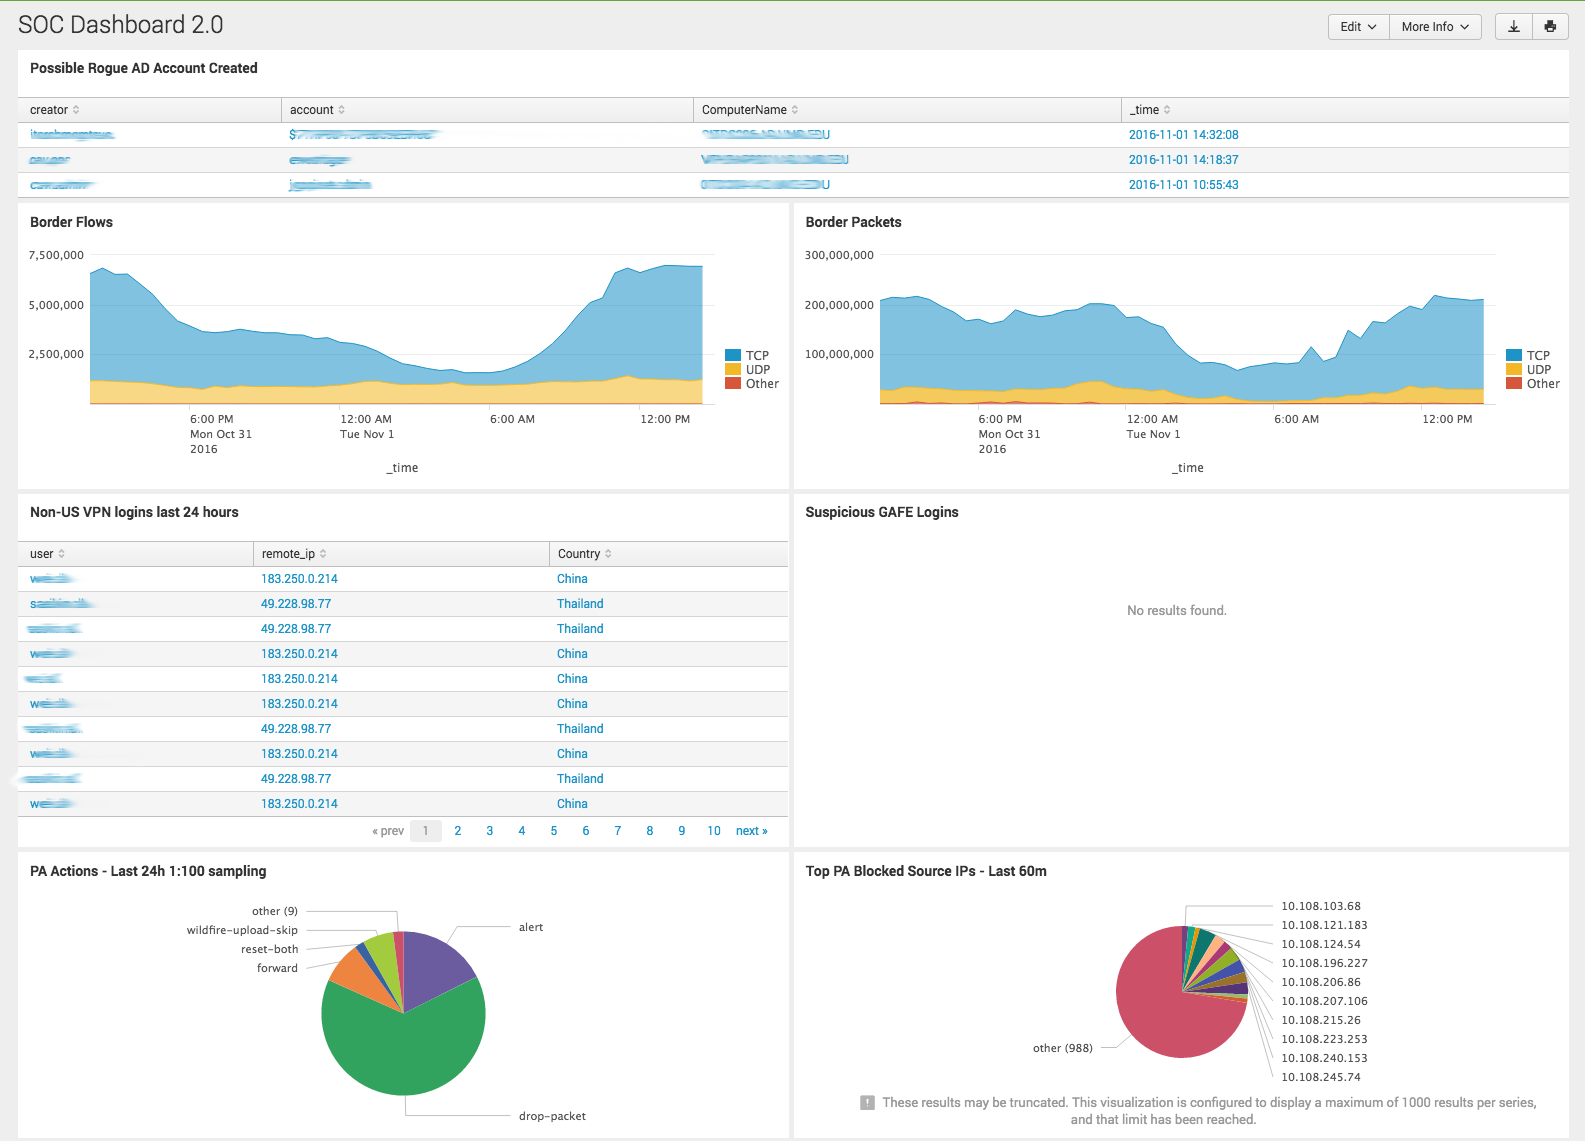 SOC Dashboard 2.0
Edit
More Info
Possible Rogue AD Account Created
creator account ComputerName _time
2016-11-01 14:32:08
2016-11-01 14:18:37
2016-11-01 10:55:43
Border Flows
7,500,000
5,000,000
2,500,000
TCP
UDP
Other
6:00 PM 12:00 AM 6:00 AM 12:00 PM
Mon Oct 31 Tue Nov 1
2016
_time
Border Packets
300,000,000
200,000,000
100,000,000
TCP
UDP
Other
6:00 PM 12:00 AM 6:00 AM 12:00 PM
Mon Oct 31 Tue Nov 1
2016
_time
Non-US VPN logins last 24 hours
user remote_ip Country
183.250.0.214 China
49.228.98.77 Thailand
49.228.98.77 Thailand
183.250.0.214 China
183.250.0.214 China
183.250.0.214 China
49.228.98.77 Thailand
183.250.0.214 China
49.228.98.77 Thailand
183.250.0.214 China
« prev 1 2 3 4 5 6 7 8 9 10 next »
Suspicious GAFE Logins
No results found.
PA Actions - Last 24h 1:100 sampling
other (9)
wildfire-upload-skip
reset-both
forward
alert
drop-packet
Top PA Blocked Source IPs - Last 60m
10.108.103.68
10.108.121.183
10.108.124.54
10.108.196.227
10.108.206.86
10.108.207.106
10.108.215.26
10.108.223.253
10.108.240.153
10.108.245.74
other (988)
These results may be truncated. This visualization is configured to display a maximum of 1000 results per series,
and that limit has been reached.